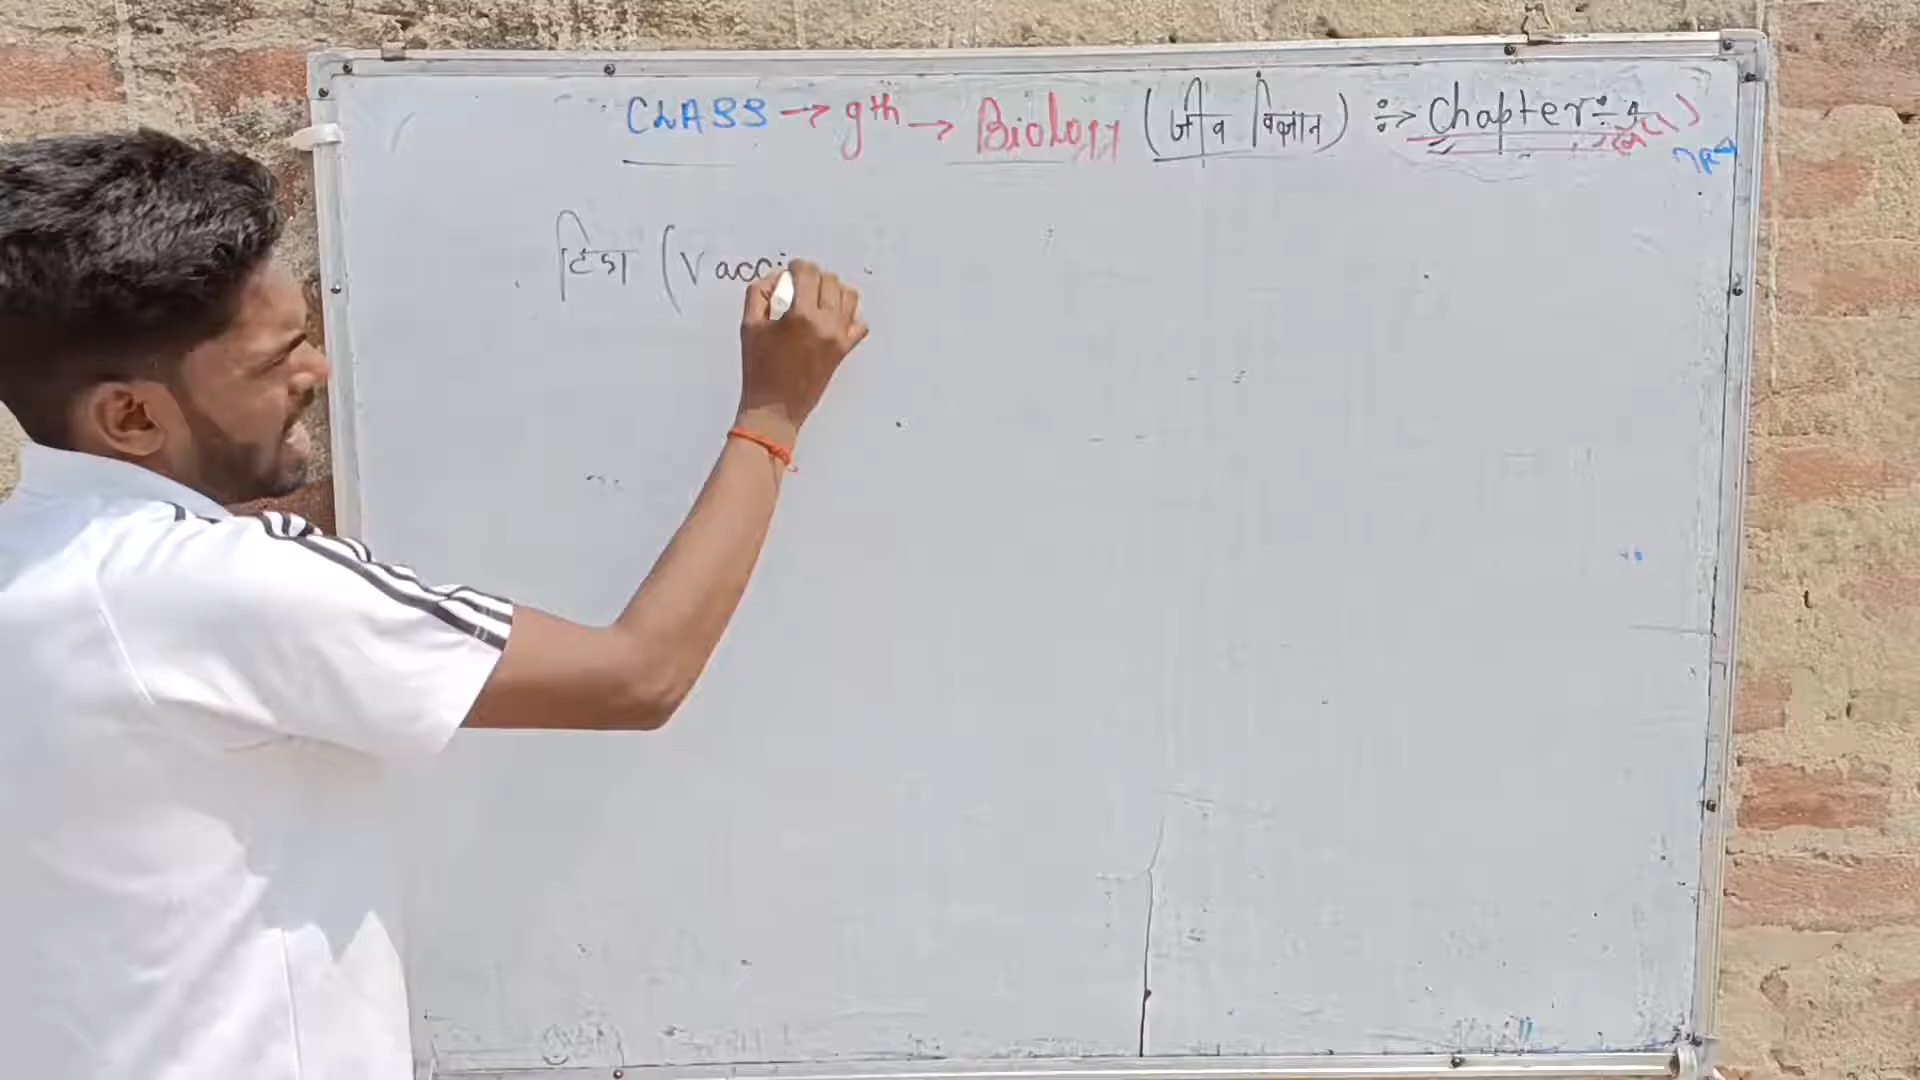 CLASS → 9th → Biology (जीव विज्ञान) ÷> Chapter ÷ 4
टिका (Vacci